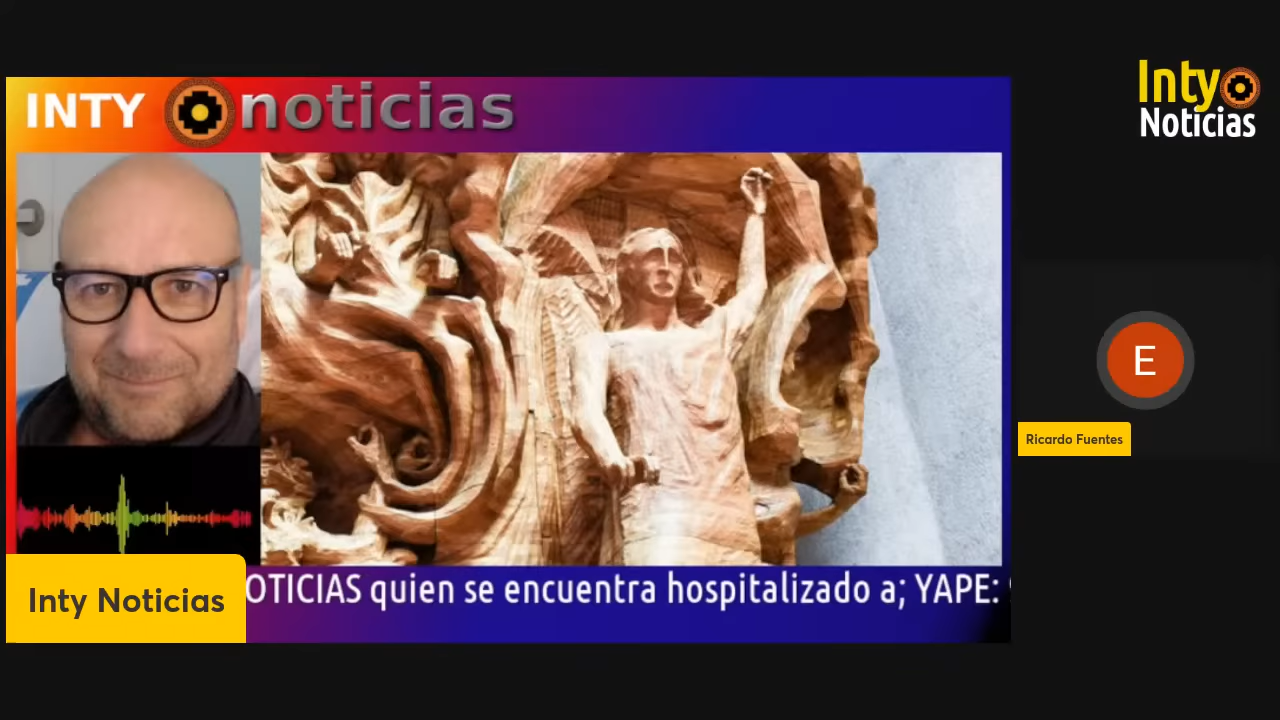 INTY noticias
Inty
Noticias
E
Ricardo Fuentes
OTICIAS quien se encuentra hospitalizado a; YAPE:
Inty Noticias